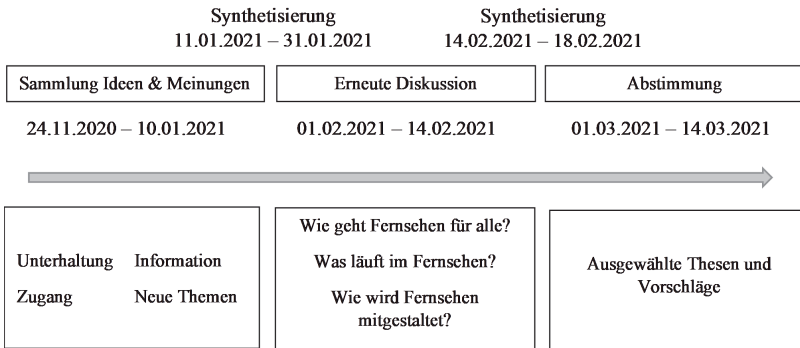 Synthetisierung
11.01.2021 – 31.01.2021
Synthetisierung
14.02.2021 – 18.02.2021
Sammlung Ideen & Meinungen
Erneute Diskussion
Abstimmung
24.11.2020 – 10.01.2021
01.02.2021 – 14.02.2021
01.03.2021 – 14.03.2021
Unterhaltung Information
Zugang Neue Themen
Wie geht Fernsehen für alle?
Was läuft im Fernsehen?
Wie wird Fernsehen
mitgestaltet?
Ausgewählte Thesen und
Vorschläge